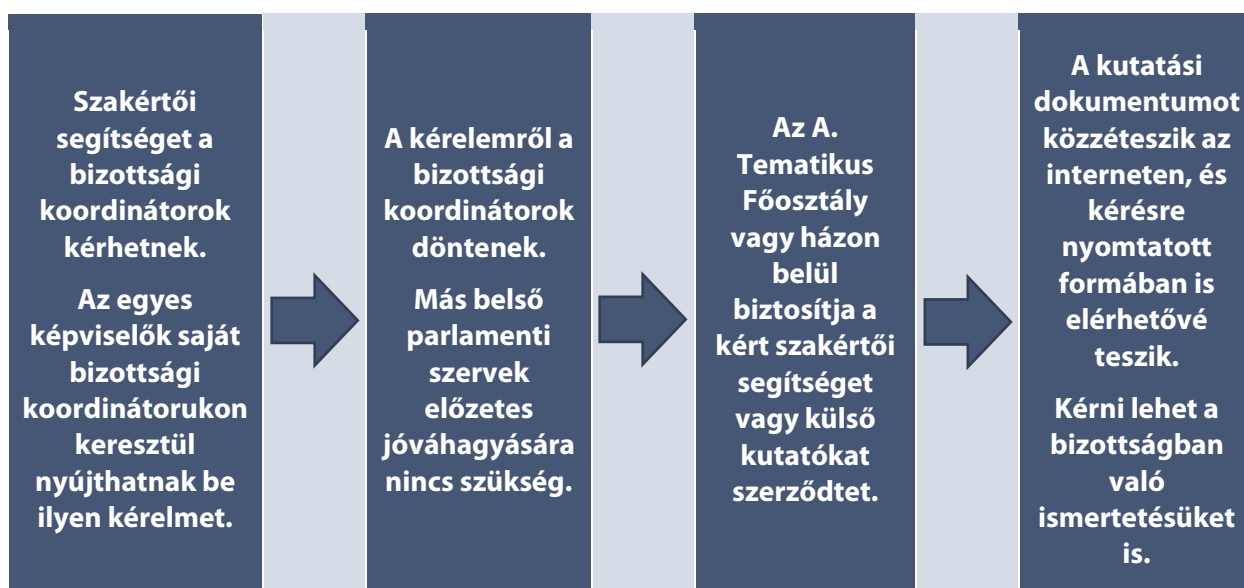 Szakértői
segítséget a
bizottsági
koordinátorok
kérhetnek.
Az egyes
képviselők saját
bizottsági
koordinátorukon
keresztül
nyújthatnak be
ilyen kérelmet.
A kérelemről a
bizottsági
koordinátorok
döntenek.
Más belső
parlamenti
szervek
előzetes
jóváhagyására
nincs szükség.
Az A.
Tematikus
Főosztály
vagy házon
belül
biztosítja a
kért szakértői
segítséget
vagy külső
kutatókat
szerződtet.
A kutatási
dokumentumot
közzéteszik az
interneten, és
kérésre
nyomtatott
formában is
elérhetővé
teszik.
Kérni lehet a
bizottságban
való
ismertetésüket
is.